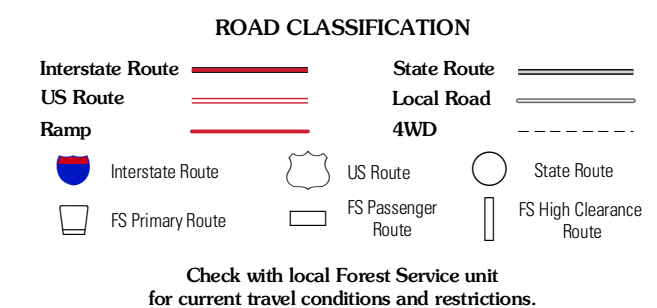 ROAD CLASSIFICATION
Interstate Route
State Route
US Route
Local Road
Ramp
4WD
Interstate Route
US Route
State Route
FS Primary Route
FS Passenger
Route
FS High Clearance
Route
Check with local Forest Service unit
for current travel conditions and restrictions.